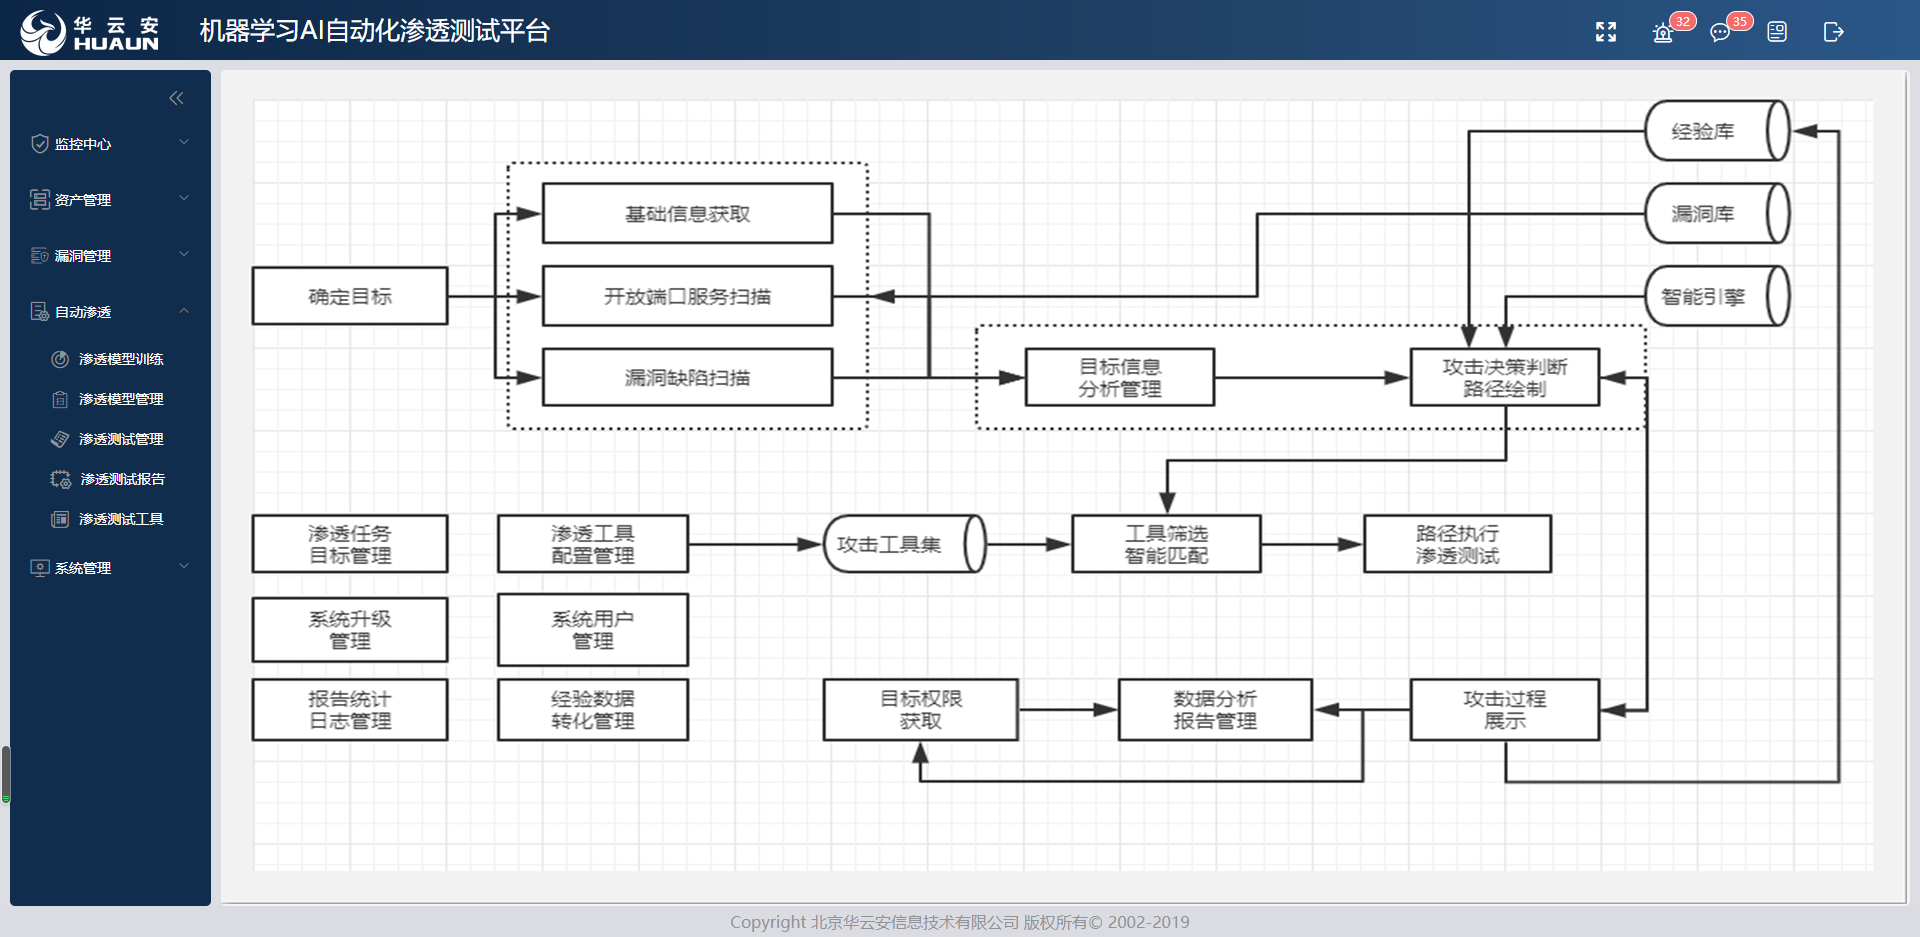 华云安
HUAUN
机器学习AI自动化渗透测试平台
32
35
监控中心
资产管理
漏洞管理
自动渗透
渗透模型训练
渗透模型管理
渗透测试管理
渗透测试报告
渗透测试工具
系统管理
经验库
基础信息获取
漏洞库
确定目标
开放端口服务扫描
智能引擎
漏洞缺陷扫描
目标信息
分析管理
攻击决策判断
路径绘制
渗透任务
目标管理
渗透工具
配置管理
攻击工具集
工具筛选
智能匹配
路径执行
渗透测试
系统升级
管理
系统用户
管理
报告统计
日志管理
经验数据
转化管理
目标权限
获取
数据分析
报告管理
攻击过程
展示
Copyright 北京华云安信息技术有限公司 版权所有© 2002-2019